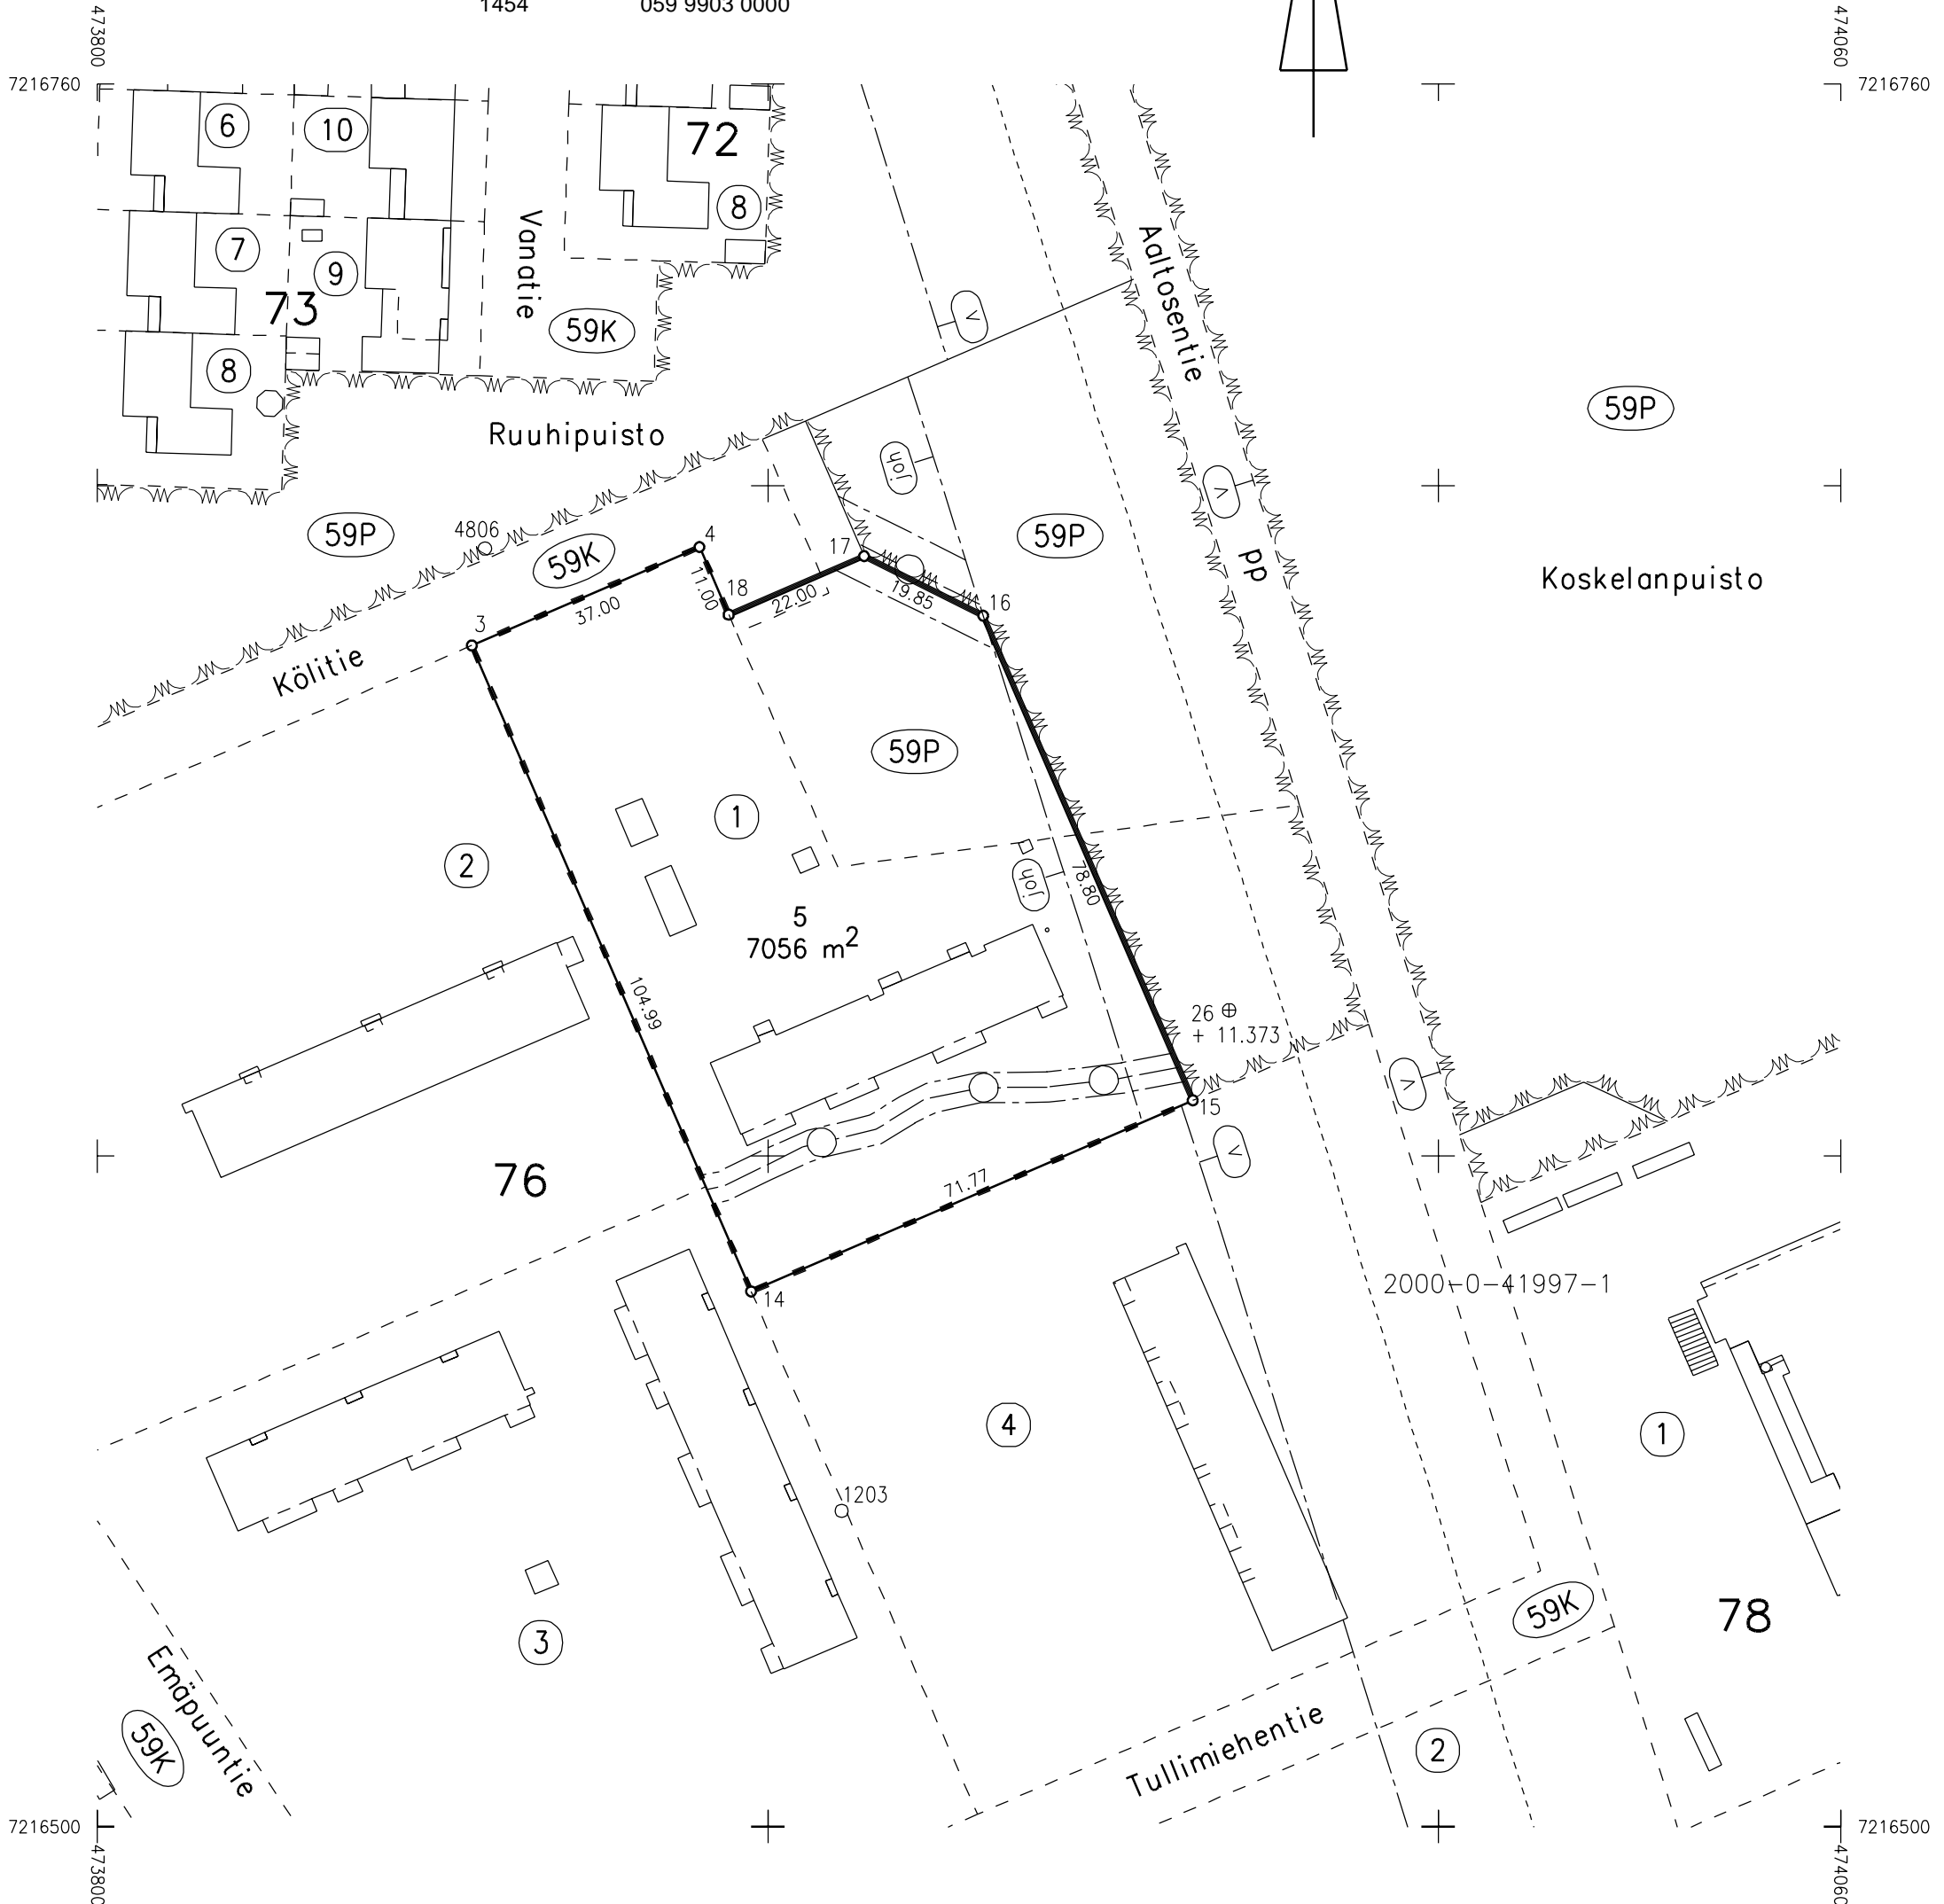 1454 059 9903 0000
473800
474060
7216760
7216760
6
10
72
8
7
9
73
8
Vanatie
59K
Aaltosentie
V
59P
Ruuhipuisto
Joh.
V
59P
4806
59K
4
17
59P
pp
Koskelanpuisto
11.00
18
22.00
19.85
16
37.00
3
Kölitie
59P
1
2
Joh.
78.80
5
7056 m2
104.99
26
+ 11.373
V
15
V
76
71.77
14
2000-0-41997-1
4
1
1203
59K
78
3
Emäpuuntie
59K
Tullimiehentie
2
7216500
7216500
473800
474060